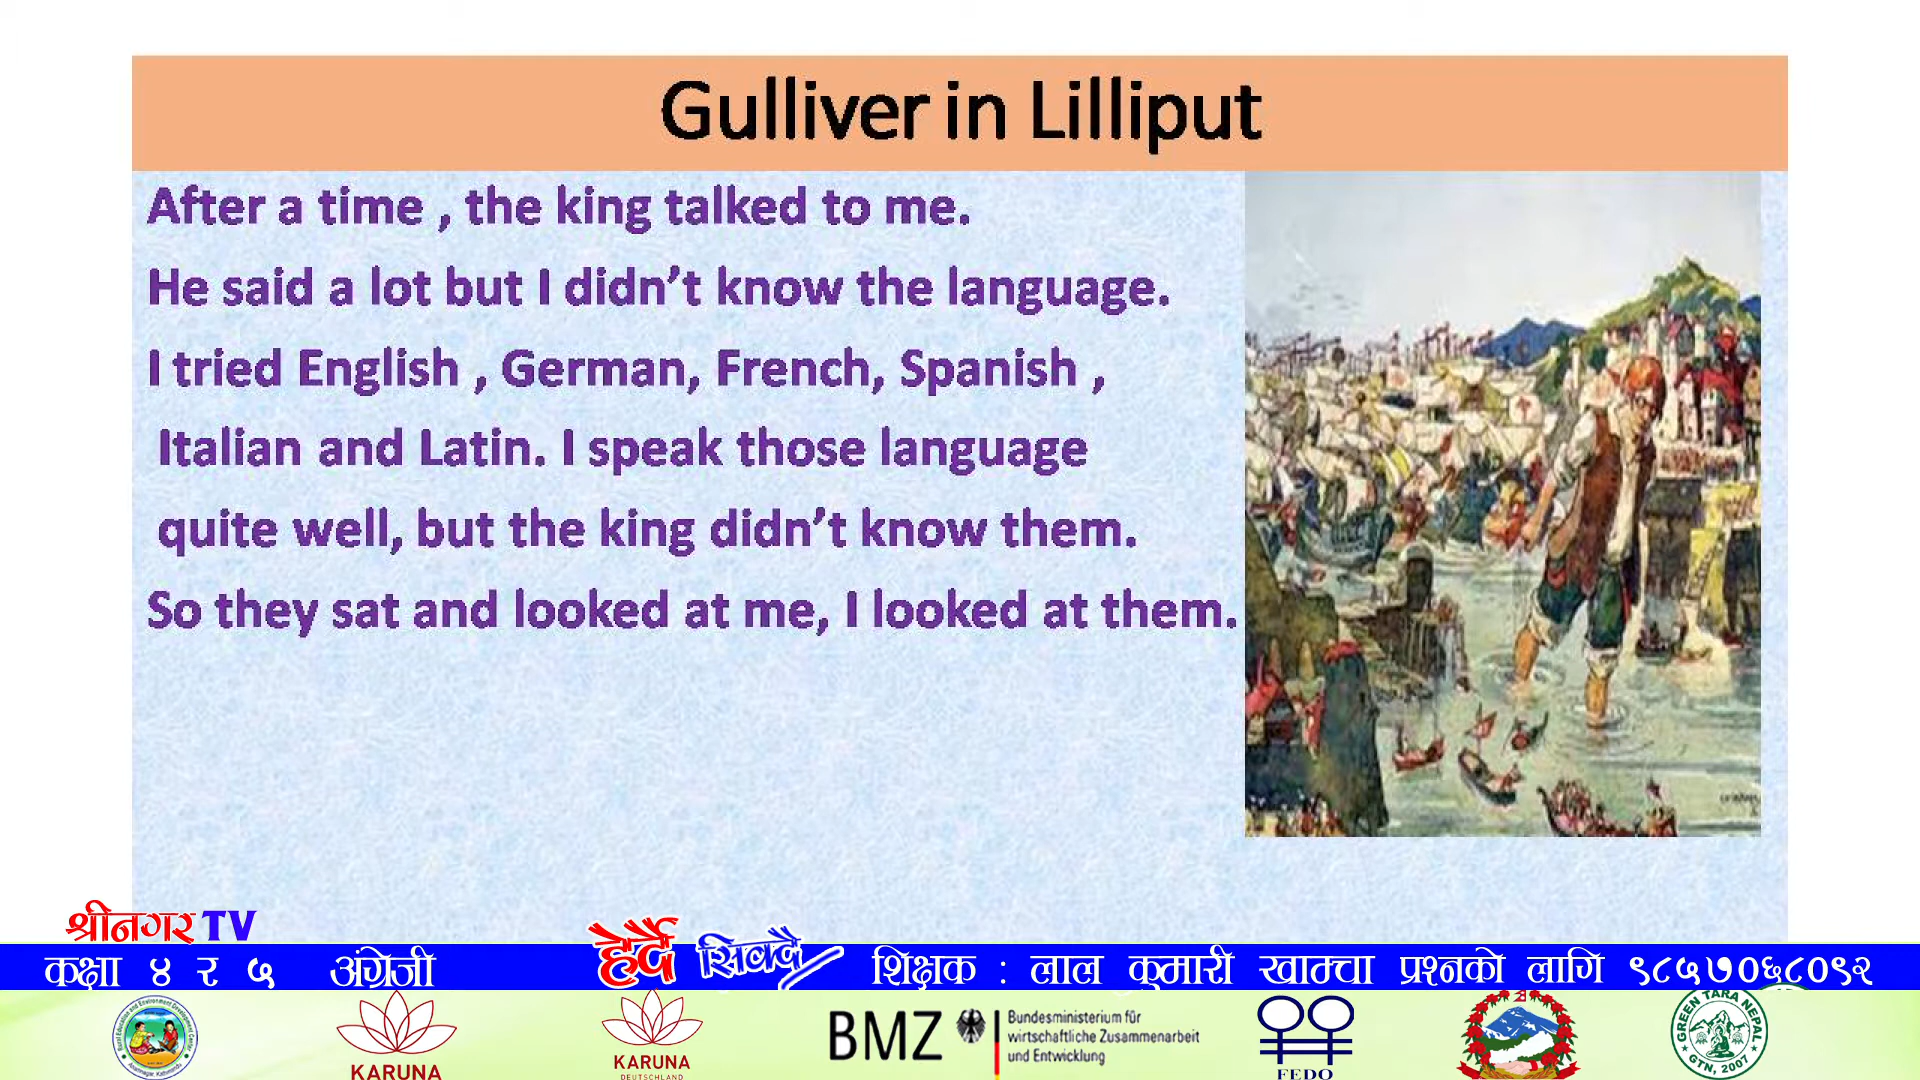 Gulliver in Lilliput
After a time , the king talked to me.
He said a lot but I didn’t know the language.
I tried English , German, French, Spanish ,
Italian and Latin. I speak those language
quite well, but the king didn’t know them.
So they sat and looked at me, I looked at them.
श्रीनगर TV
कक्षा ४ र ५ अंग्रेजी
हेर्दै सिक्दै
शिक्षक : लाल कुमारी खाम्चा प्रश्नको लागि ९८५७०६८०९२
KARUNA
KARUNA
DEUTSCHLAND
BMZ
Bundesministerium für
wirtschaftliche Zusammenarbeit
und Entwicklung
FEDO
GREEN TARA NEPAL
GTN, 2007